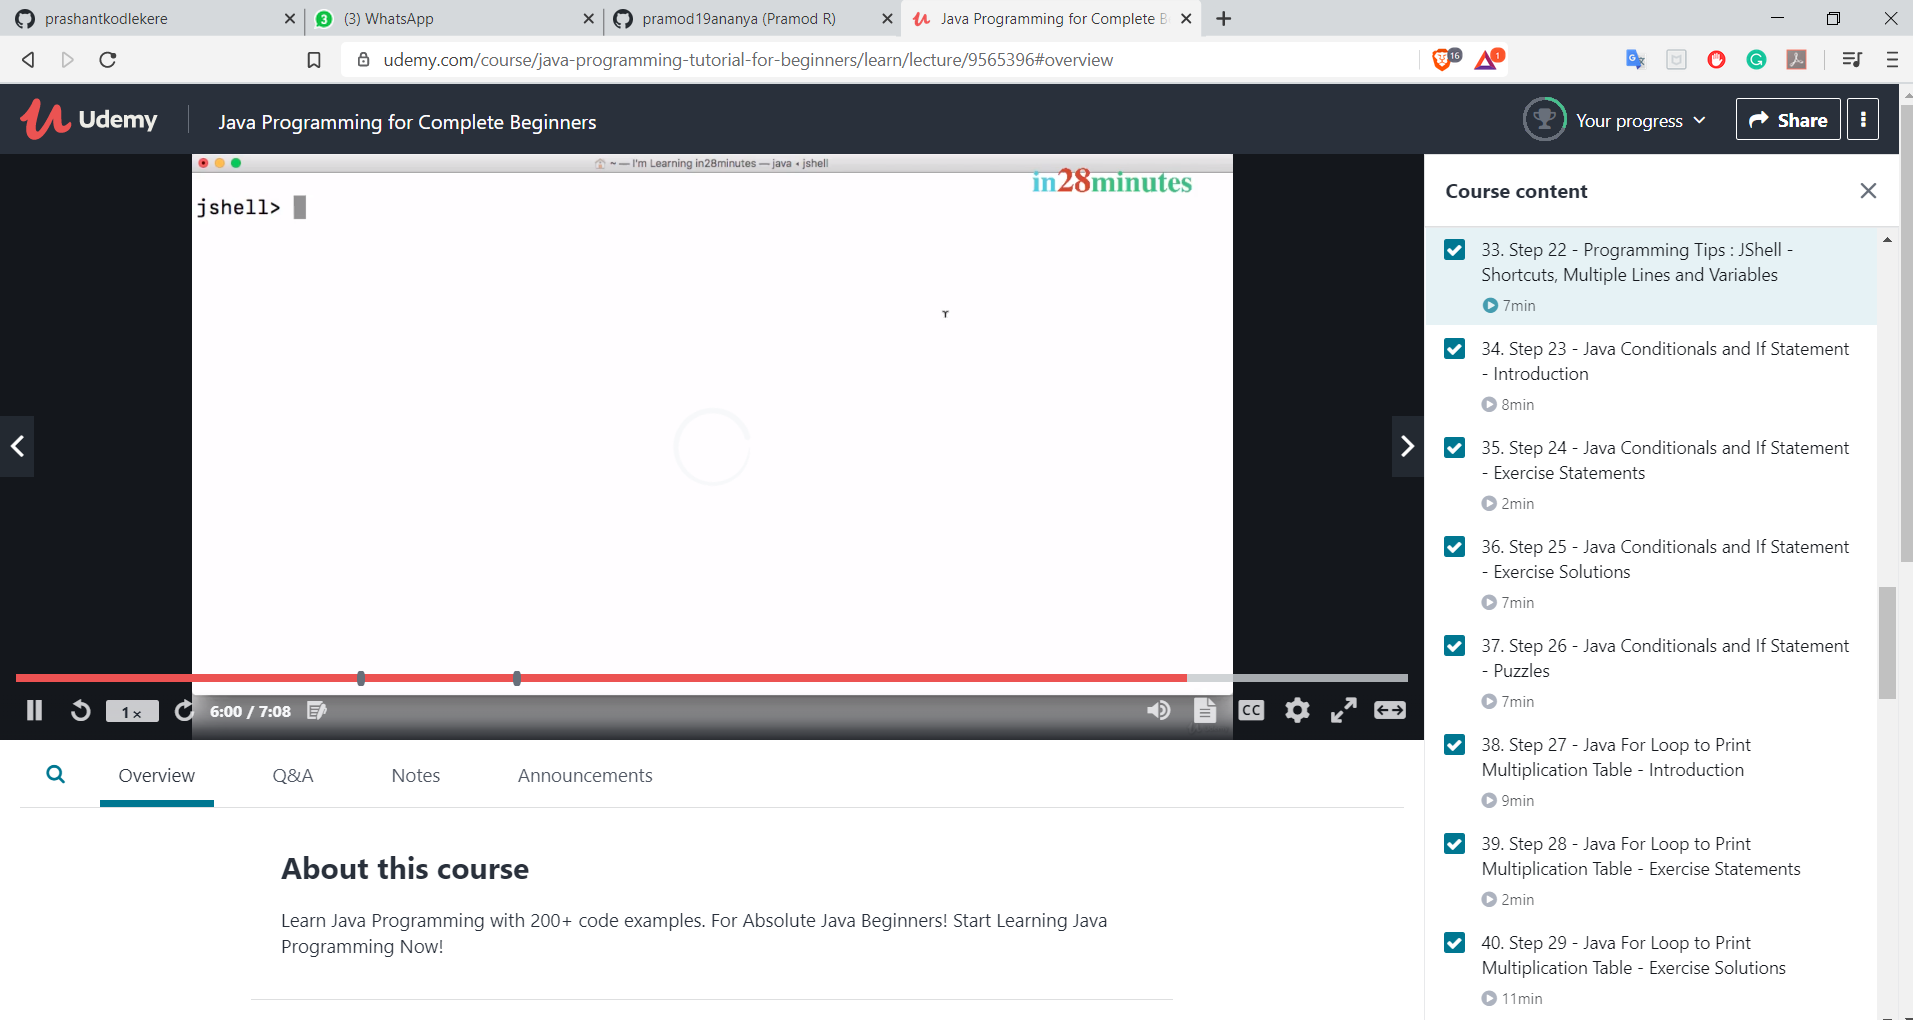 prashantkodlekere
3
(3) WhatsApp
pramod19ananya (Pramod R)
Java Programming for Complete B
udemy.com/course/java-programming-tutorial-for-beginners/learn/lecture/9565396#overview
16
1
Udemy
Java Programming for Complete Beginners
Your progress
Share
~ — I'm Learning in28minutes — java ‹ jshell
in28minutes
jshell>
6:00 / 7:08
1x
CC
Course content
33. Step 22 - Programming Tips : JShell -
Shortcuts, Multiple Lines and Variables
7min
34. Step 23 - Java Conditionals and If Statement
- Introduction
8min
35. Step 24 - Java Conditionals and If Statement
- Exercise Statements
2min
36. Step 25 - Java Conditionals and If Statement
- Exercise Solutions
7min
37. Step 26 - Java Conditionals and If Statement
- Puzzles
7min
38. Step 27 - Java For Loop to Print
Multiplication Table - Introduction
9min
39. Step 28 - Java For Loop to Print
Multiplication Table - Exercise Statements
2min
40. Step 29 - Java For Loop to Print
Multiplication Table - Exercise Solutions
11min
Overview
Q&A
Notes
Announcements
About this course
Learn Java Programming with 200+ code examples. For Absolute Java Beginners! Start Learning Java
Programming Now!